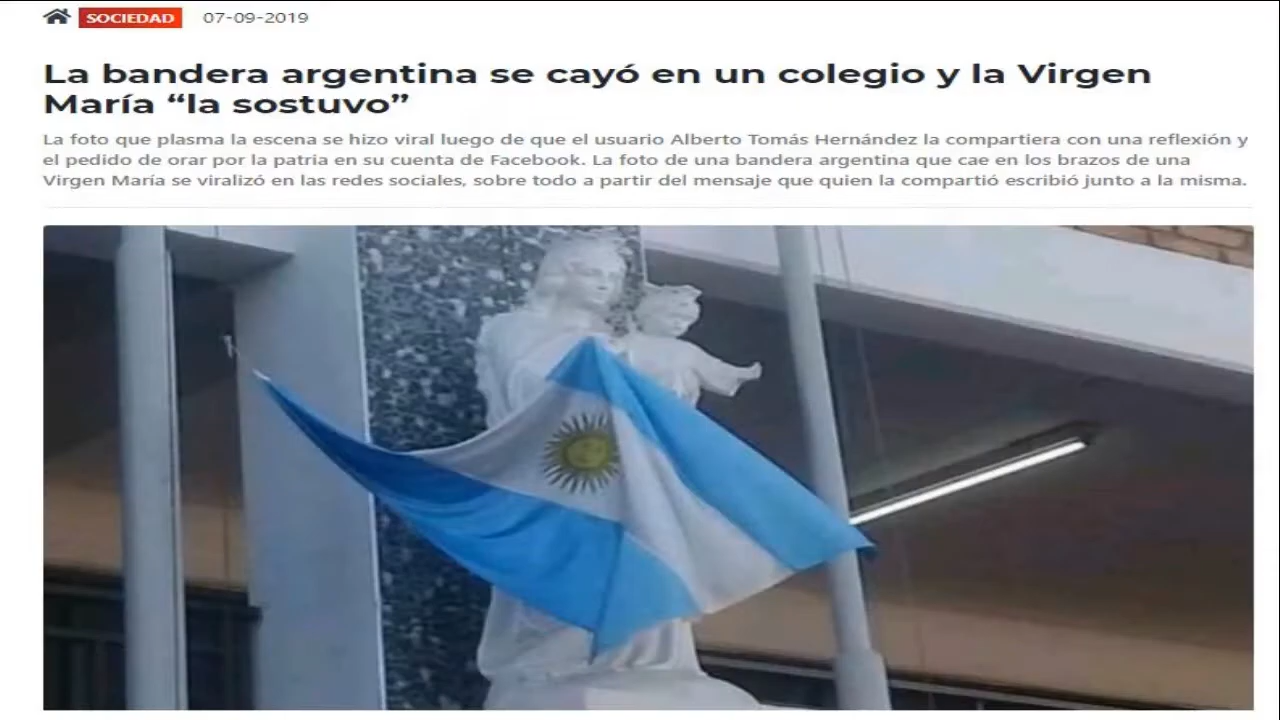 SOCIEDAD 07-09-2019
La bandera argentina se cayó en un colegio y la Virgen
María “la sostuvo”
La foto que plasma la escena se hizo viral luego de que el usuario Alberto Tomás Hernández la compartiera con una reflexión y
el pedido de orar por la patria en su cuenta de Facebook. La foto de una bandera argentina que cae en los brazos de una
Virgen María se viralizó en las redes sociales, sobre todo a partir del mensaje que quien la compartió escribió junto a la misma.